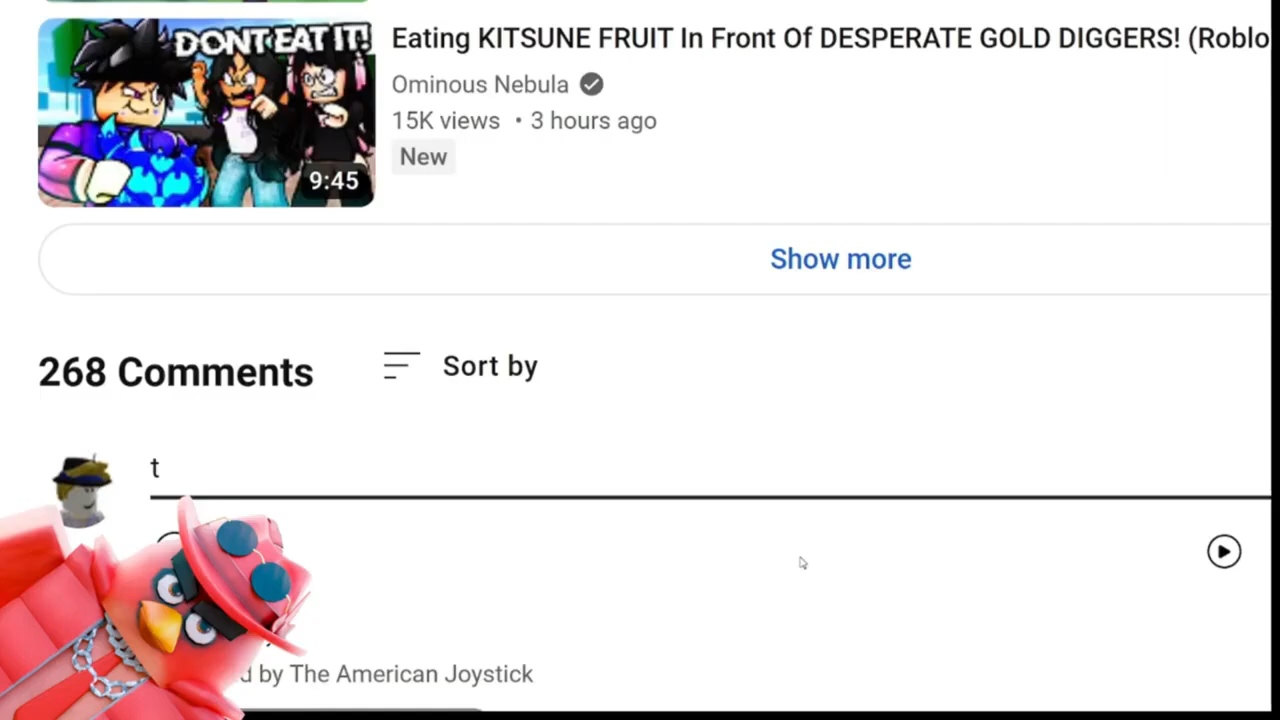 DONT EAT IT!
Eating KITSUNE FRUIT In Front Of DESPERATE GOLD DIGGERS! (Roblo
Ominous Nebula
15K views • 3 hours ago
New
9:45
Show more
268 Comments
Sort by
t
d by The American Joystick